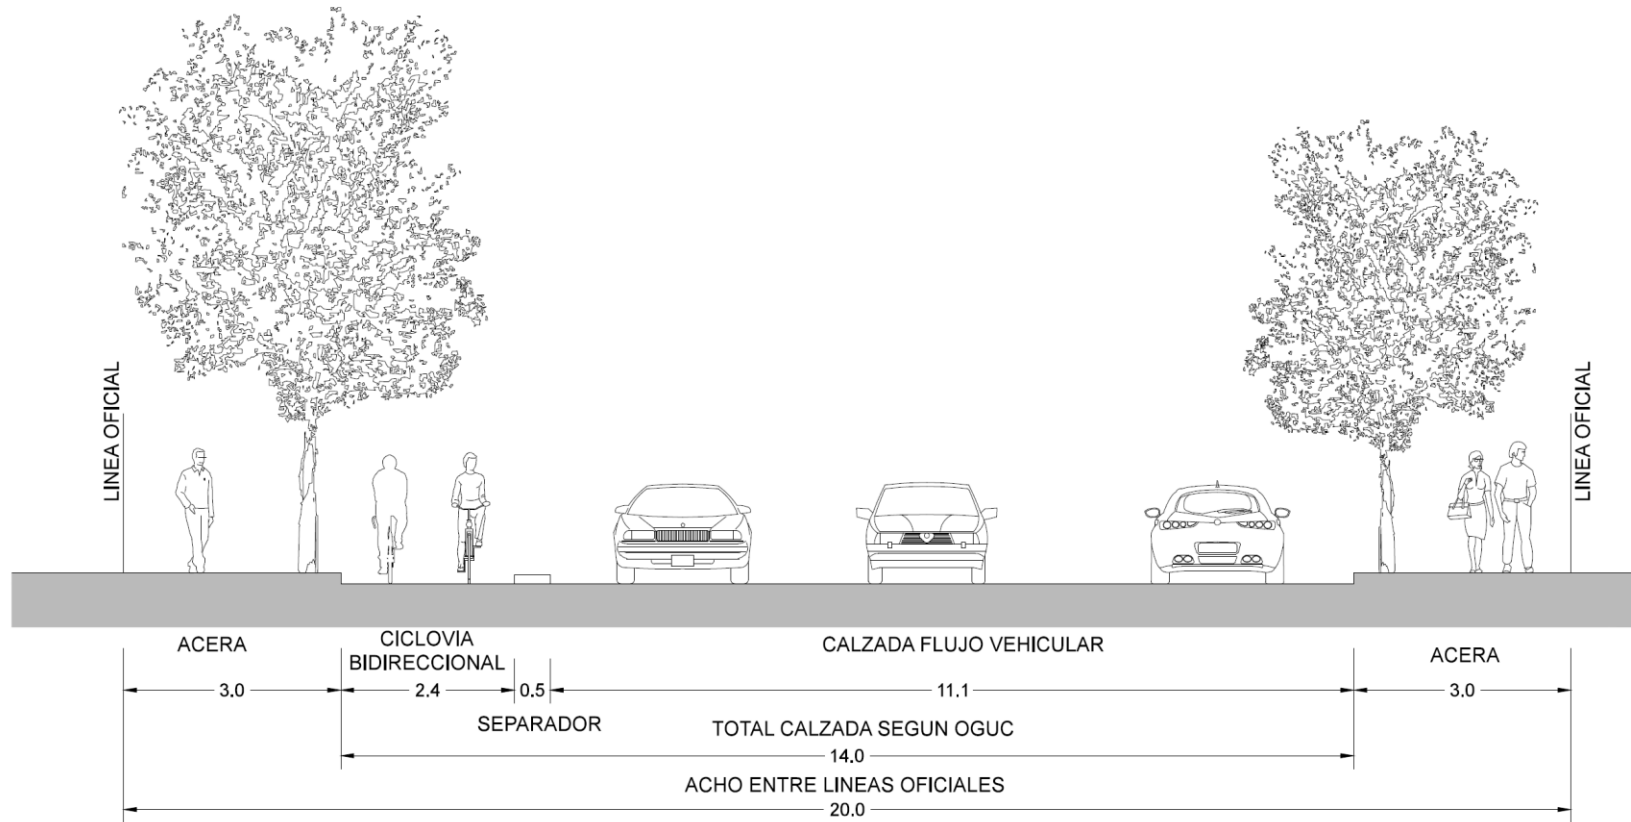 LINEA OFICIAL
LINEA OFICIAL
ACERA
CICLOVIA
BIDIRECCIONAL
CALZADA FLUJO VEHICULAR
ACERA
3.0
2.4
0.5
11.1
3.0
SEPARADOR
TOTAL CALZADA SEGUN OGUC
14.0
ACHO ENTRE LINEAS OFICIALES
20.0